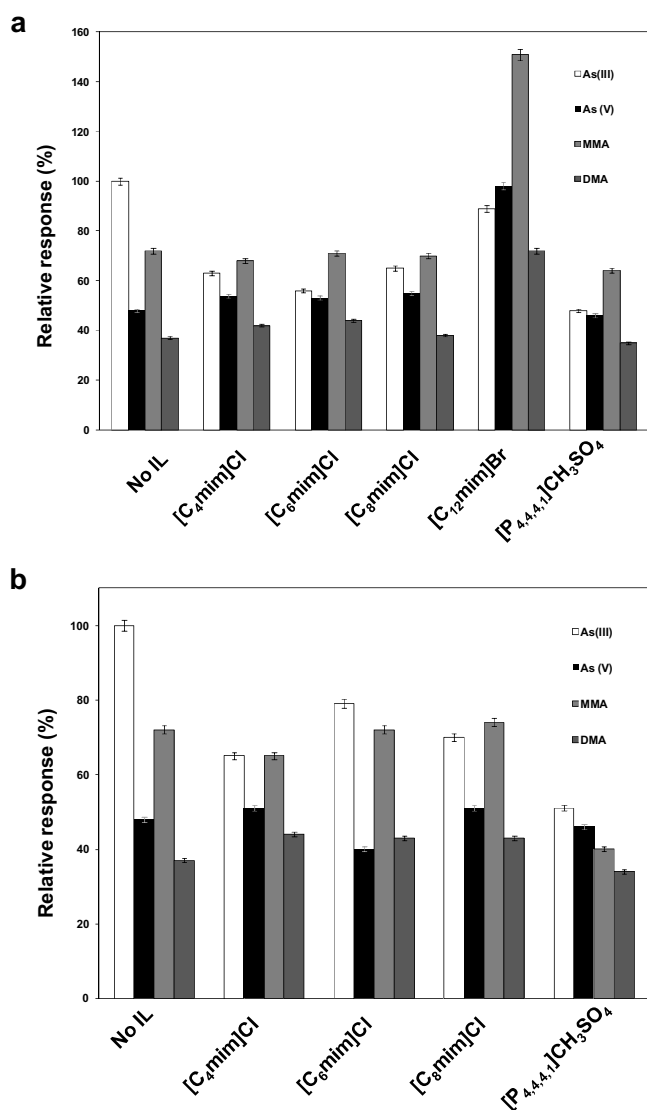 a
160
140
120
100
80
60
40
20
0
Relative response (%)
As(III)
As (V)
MMA
DMA
No IL
[C4mim]Cl
[C6mim]Cl
[C8mim]Cl
[C12mim]Br
[P4,4,4,1]CH3SO4
b
100
80
60
40
20
0
Relative response (%)
As(III)
As (V)
MMA
DMA
No IL
[C4mim]Cl
[C6mim]Cl
[C8mim]Cl
[P4,4,4,1]CH3SO4